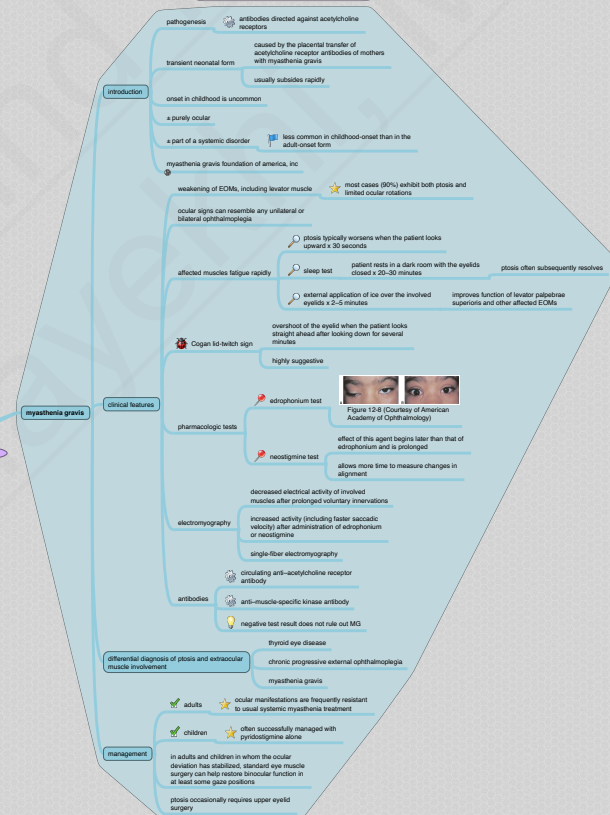 pathogenesis
antibodies directed against acetylcholine
receptors
transient neonatal form
caused by the placental transfer of
acetylcholine receptor antibodies of mothers
with myasthenia gravis
usually subsides rapidly
introduction
onset in childhood is uncommon
± purely ocular
± part of a systemic disorder
less common in childhood-onset than in the
adult-onset form
myasthenia gravis foundation of america, inc
weakening of EOMs, including levator muscle
most cases (90%) exhibit both ptosis and
limited ocular rotations
ocular signs can resemble any unilateral or
bilateral ophthalmoplegia
affected muscles fatigue rapidly
ptosis typically worsens when the patient looks
upward x 30 seconds
sleep test
patient rests in a dark room with the eyelids
closed x 20–30 minutes
ptosis often subsequently resolves
external application of ice over the involved
eyelids x 2–5 minutes
improves function of levator palpebrae
superioris and other affected EOMs
Cogan lid-twitch sign
overshoot of the eyelid when the patient looks
straight ahead after looking down for several
minutes
highly suggestive
myasthenia gravis
clinical features
pharmacologic tests
edrophonium test
Figure 12-8 (Courtesy of American
Academy of Ophthalmology)
neostigmine test
effect of this agent begins later than that of
edrophonium and is prolonged
allows more time to measure changes in
alignment
electromyography
decreased electrical activity of involved
muscles after prolonged voluntary innervations
increased activity (including faster saccadic
velocity) after administration of edrophonium
or neostigmine
single-fiber electromyography
antibodies
circulating anti–acetylcholine receptor
antibody
anti–muscle-specific kinase antibody
negative test result does not rule out MG
differential diagnosis of ptosis and extraocular
muscle involvement
thyroid eye disease
chronic progressive external ophthalmoplegia
myasthenia gravis
management
adults
ocular manifestations are frequently resistant
to usual systemic myasthenia treatment
children
often successfully managed with
pyridostigmine alone
in adults and children in whom the ocular
deviation has stabilized, standard eye muscle
surgery can help restore binocular function in
at least some gaze positions
ptosis occasionally requires upper eyelid
surgery